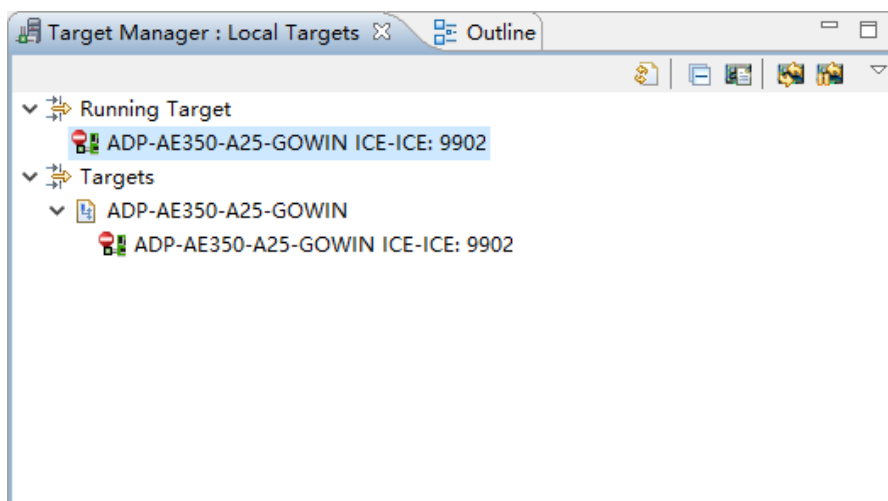 Target Manager : Local Targets
Outline
Running Target
ADP-AE350-A25-GOWIN ICE-ICE: 9902
Targets
ADP-AE350-A25-GOWIN
ADP-AE350-A25-GOWIN ICE-ICE: 9902